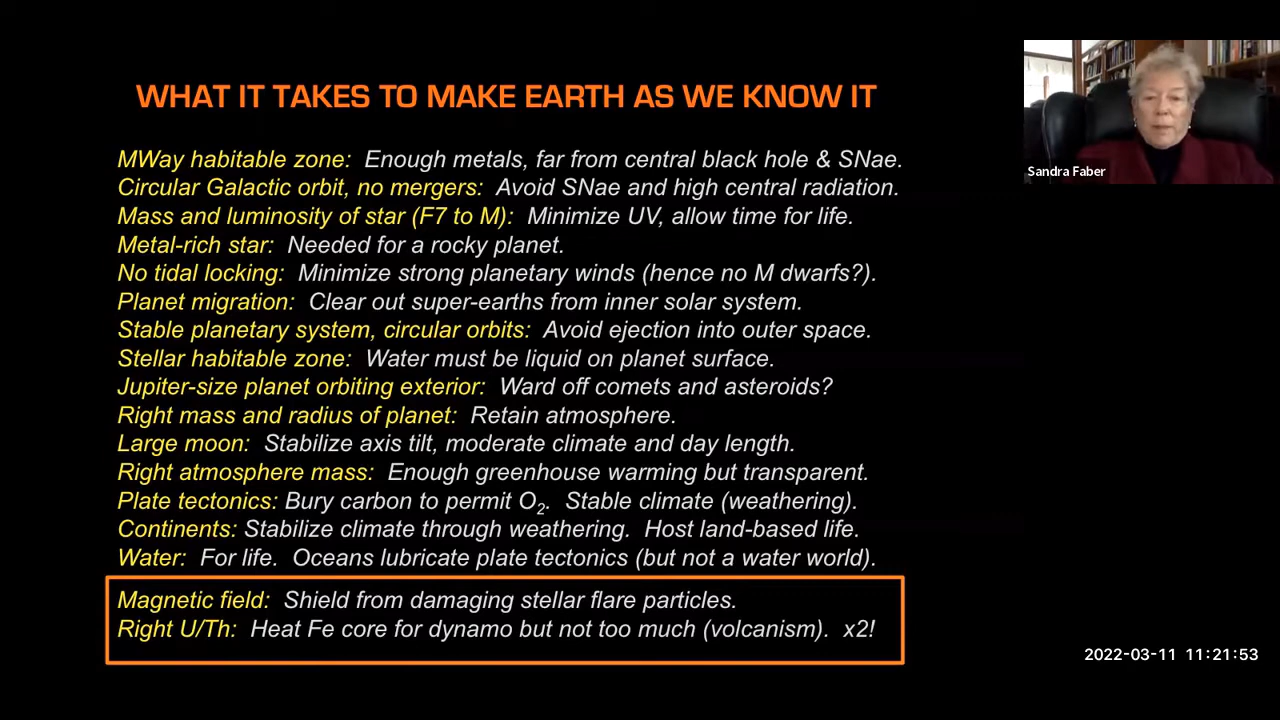 WHAT IT TAKES TO MAKE EARTH AS WE KNOW IT
MWay habitable zone: Enough metals, far from central black hole & SNae.
Circular Galactic orbit, no mergers: Avoid SNae and high central radiation.
Mass and luminosity of star (F7 to M): Minimize UV, allow time for life.
Metal-rich star: Needed for a rocky planet.
No tidal locking: Minimize strong planetary winds (hence no M dwarfs?).
Planet migration: Clear out super-earths from inner solar system.
Stable planetary system, circular orbits: Avoid ejection into outer space.
Stellar habitable zone: Water must be liquid on planet surface.
Jupiter-size planet orbiting exterior: Ward off comets and asteroids?
Right mass and radius of planet: Retain atmosphere.
Large moon: Stabilize axis tilt, moderate climate and day length.
Right atmosphere mass: Enough greenhouse warming but transparent.
Plate tectonics: Bury carbon to permit O2. Stable climate (weathering).
Continents: Stabilize climate through weathering. Host land-based life.
Water: For life. Oceans lubricate plate tectonics (but not a water world).
Magnetic field: Shield from damaging stellar flare particles.
Right U/Th: Heat Fe core for dynamo but not too much (volcanism). x2!
Sandra Faber
2022-03-11 11:21:53